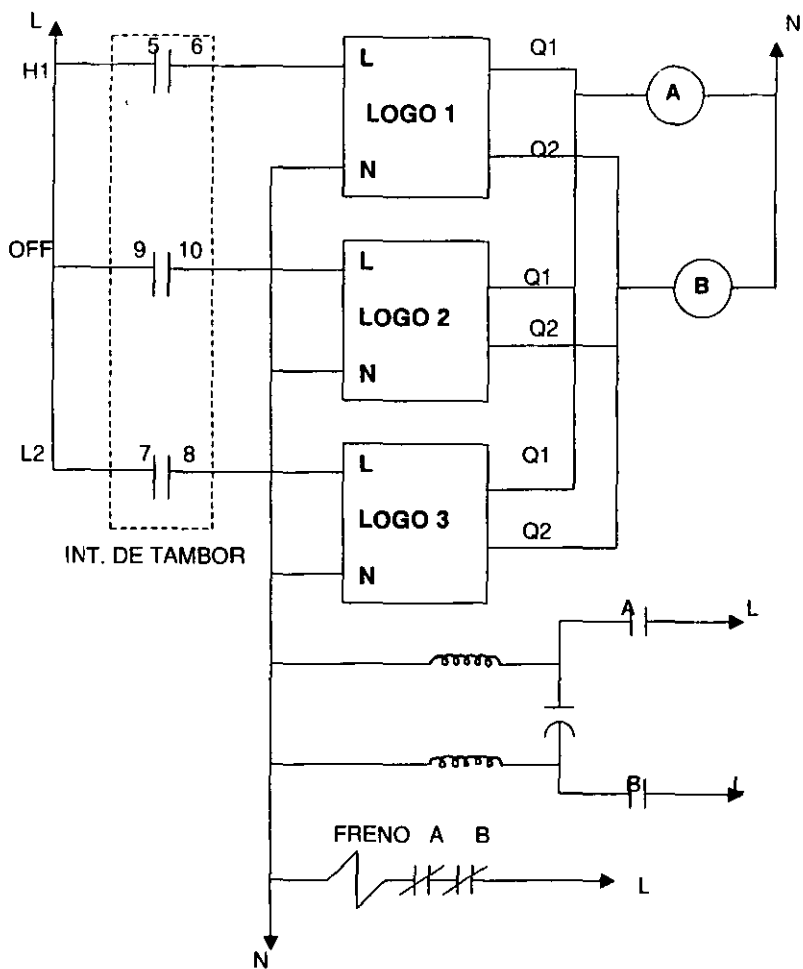 L
N
H1
5 6
L
LOGO 1
N
Q1
Q2
A
OFF
9 10
L
LOGO 2
N
Q1
Q2
B
L2
7 8
L
LOGO 3
N
Q1
Q2
INT. DE TAMBOR
A
L
B
L
FRENO A B
L
N